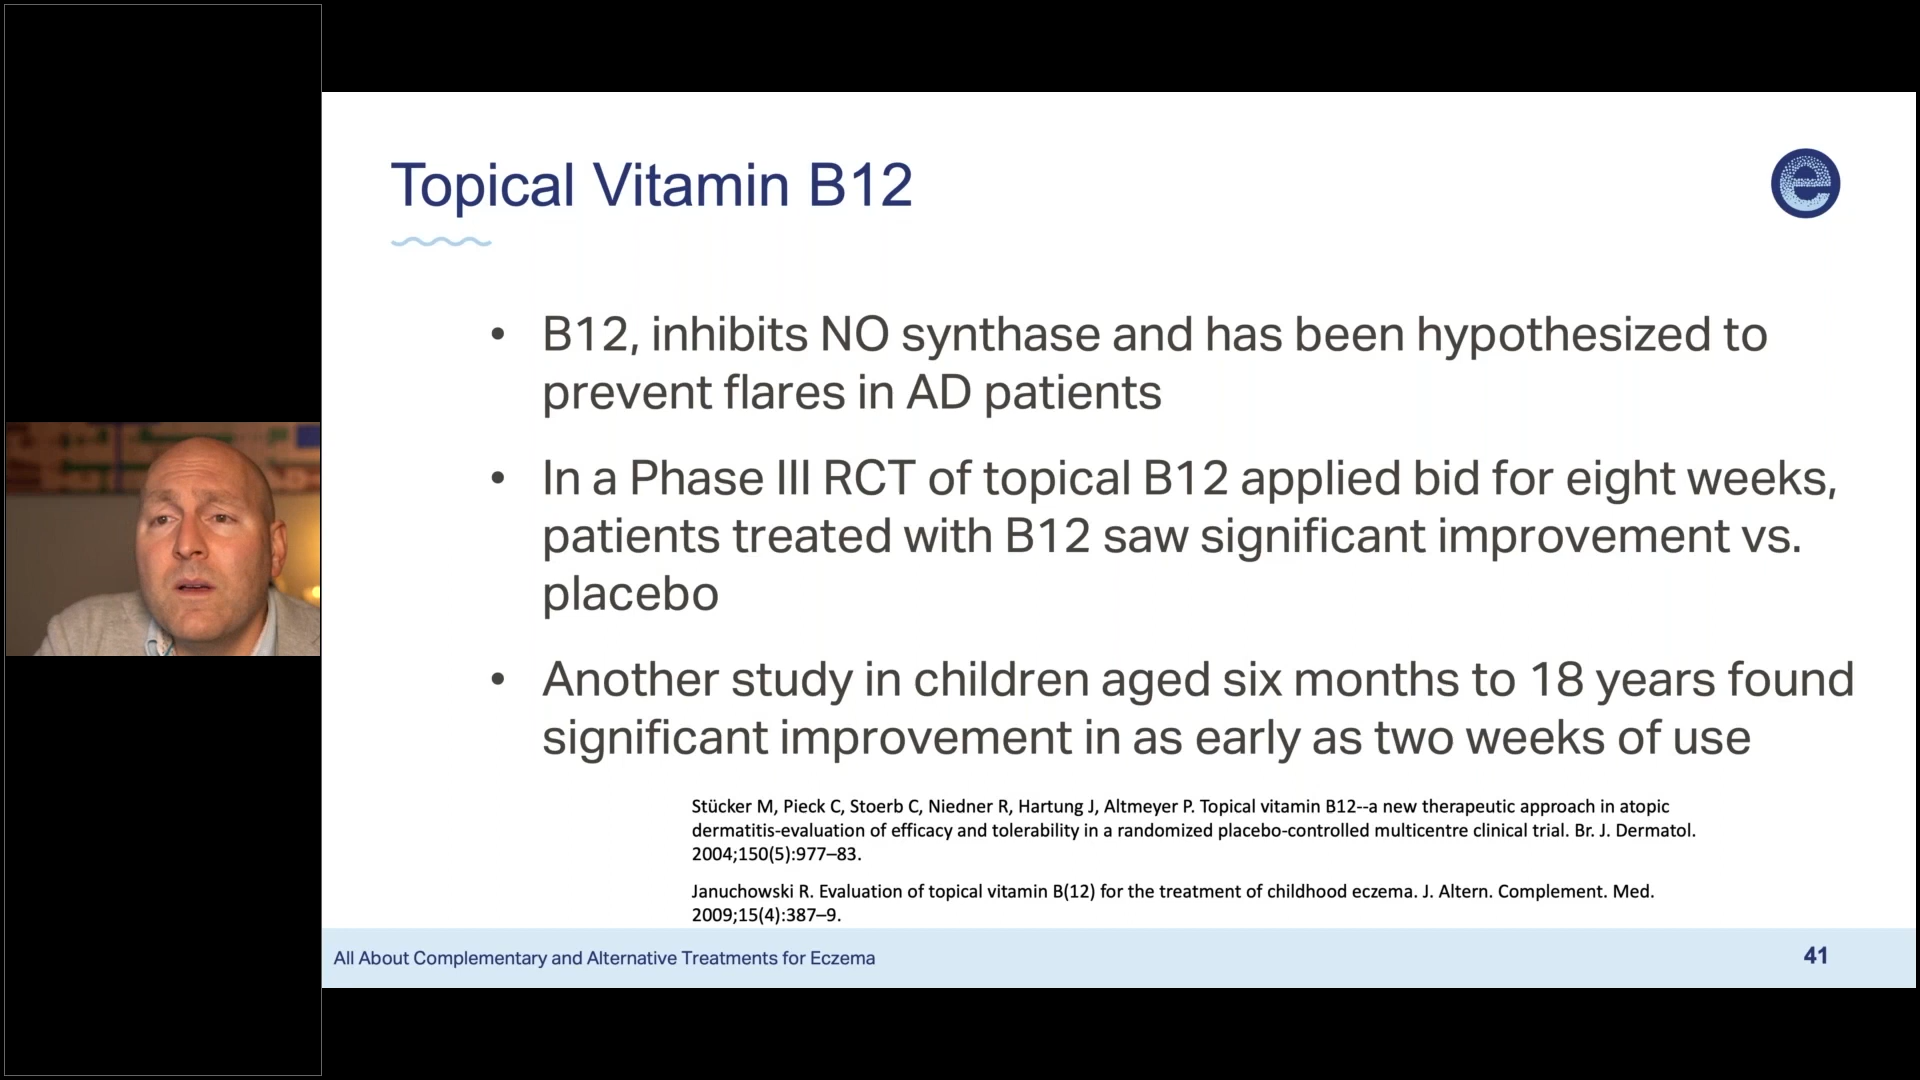 Topical Vitamin B12
• B12, inhibits NO synthase and has been hypothesized to
prevent flares in AD patients
• In a Phase III RCT of topical B12 applied bid for eight weeks,
patients treated with B12 saw significant improvement vs.
placebo
• Another study in children aged six months to 18 years found
significant improvement in as early as two weeks of use
Stücker M, Pieck C, Stoerb C, Niedner R, Hartung J, Altmeyer P. Topical vitamin B12--a new therapeutic approach in atopic
dermatitis-evaluation of efficacy and tolerability in a randomized placebo-controlled multicentre clinical trial. Br. J. Dermatol.
2004;150(5):977–83.
Januchowski R. Evaluation of topical vitamin B(12) for the treatment of childhood eczema. J. Altern. Complement. Med.
2009;15(4):387–9.
All About Complementary and Alternative Treatments for Eczema
41